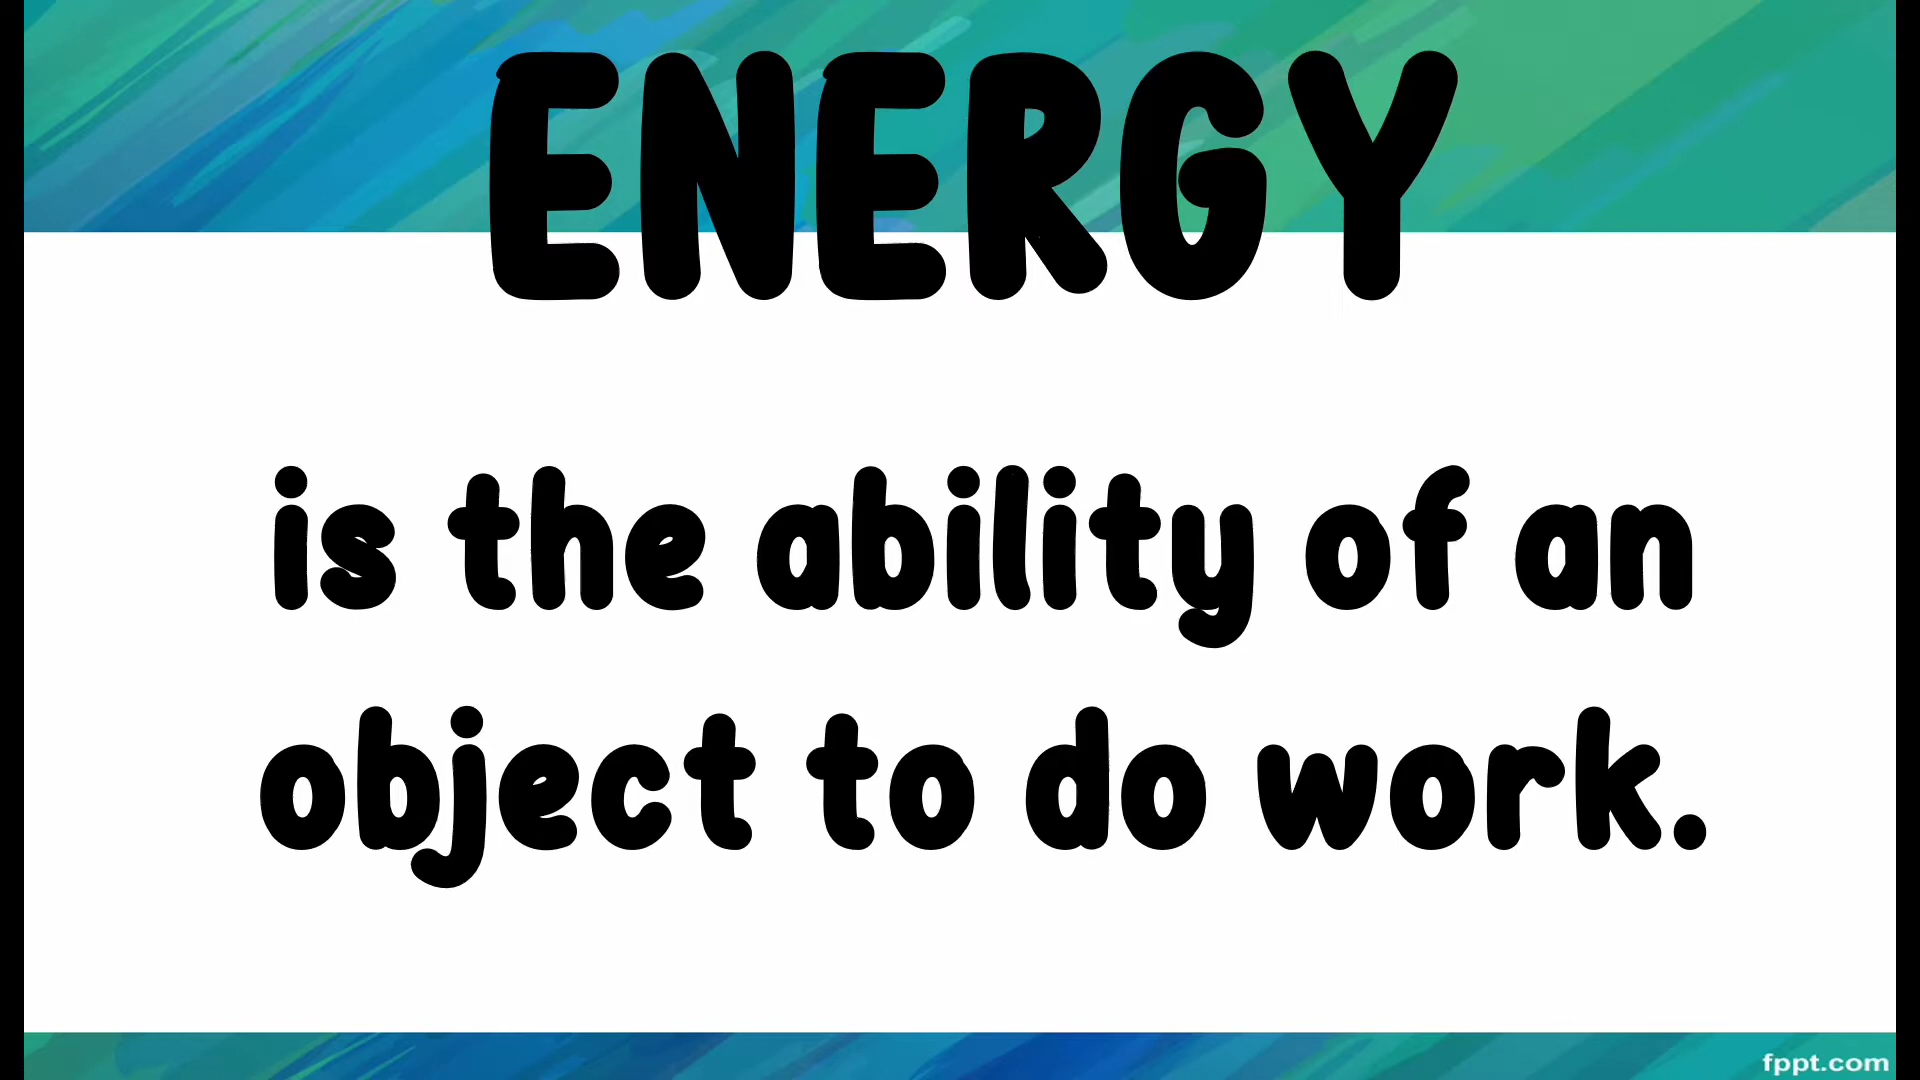 ENERGY
is the ability of an
object to do work.
fppt.com